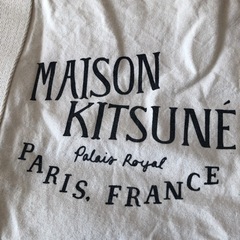 MAISON
KITSUNÉ
Palais Royal
PARIS, FRANCE